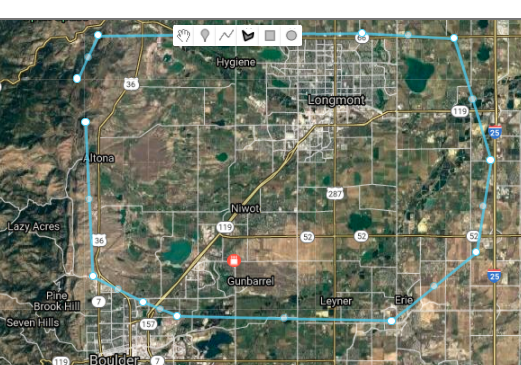 66
Hygiene
36
Longmont
119
25
Altona
287
Niwot
Lazy Acres
119
36
52
52
52
25
Gunbarrel
Pine
Brook Hill
7
Leyner
Erie
Seven Hills
157
119
Boulder
7